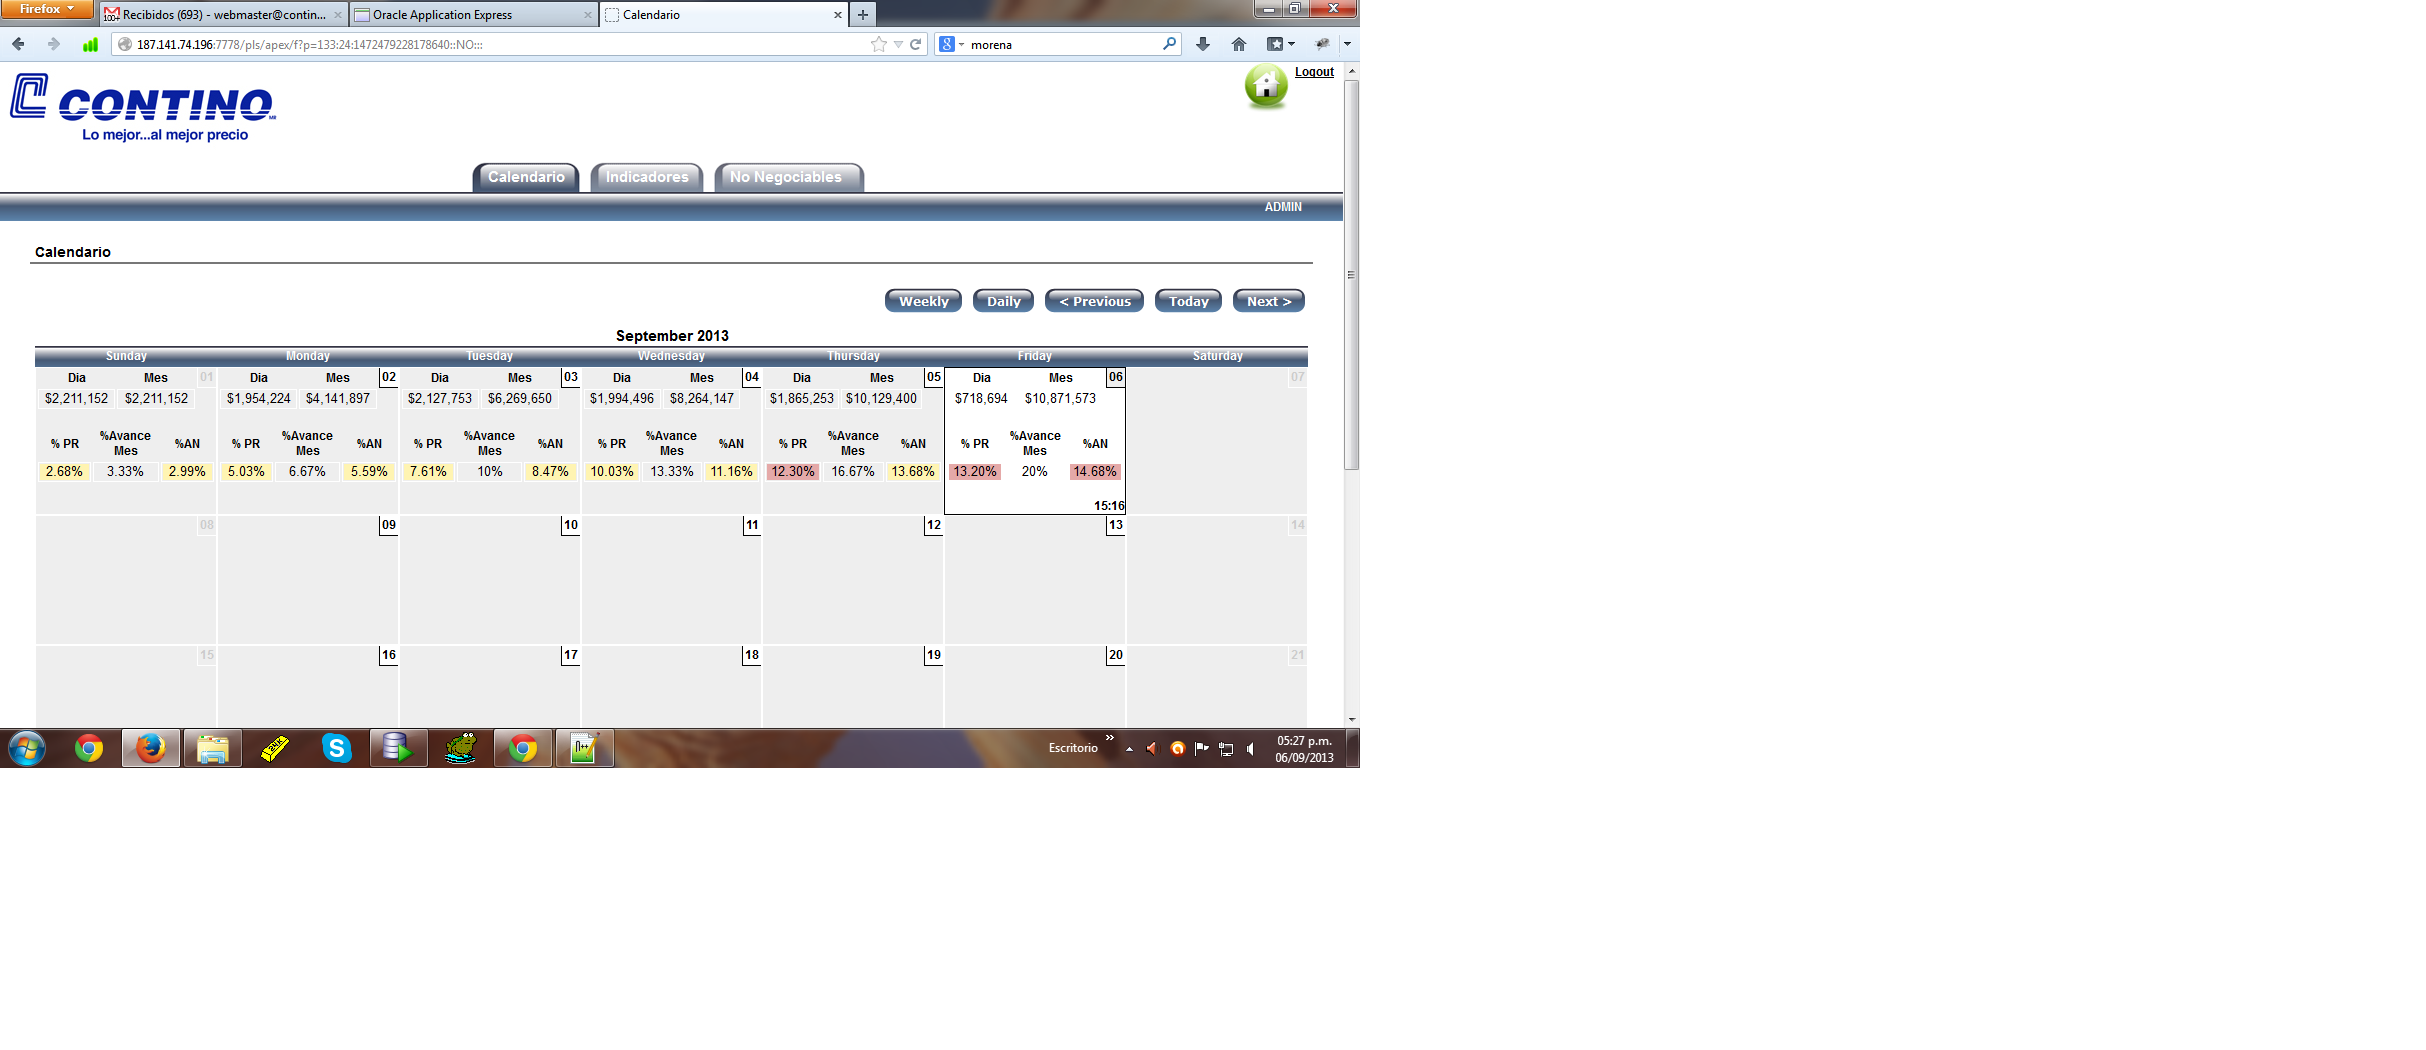 Firefox
Recibidos (693) - webmaster@contin...
Oracle Application Express
Calendario
187.141.74.196:7778/pls/apex/f?p=133:24:1472479228178640::NO:::
morena
Logout
CONTINO MR
Lo mejor...al mejor precio
Calendario Indicadores No Negociables
ADMIN
Calendario
Weekly Daily < Previous Today Next >
September 2013
Sunday Monday Tuesday Wednesday Thursday Friday Saturday
Dia Mes 01 Dia Mes 02 Dia Mes 03 Dia Mes 04 Dia Mes 05 Dia Mes 06 07
$2,211,152 $2,211,152 $1,954,224 $4,141,897 $2,127,753 $6,269,650 $1,994,496 $8,264,147 $1,865,253 $10,129,400 $718,694 $10,871,573
% PR %Avance Mes %AN % PR %Avance Mes %AN % PR %Avance Mes %AN % PR %Avance Mes %AN % PR %Avance Mes %AN % PR %Avance Mes %AN
2.68% 3.33% 2.99% 5.03% 6.67% 5.59% 7.61% 10% 8.47% 10.03% 13.33% 11.16% 12.30% 16.67% 13.68% 13.20% 20% 14.68%
15:16
08 09 10 11 12 13 14
15 16 17 18 19 20 21
Escritorio
05:27 p.m.
06/09/2013